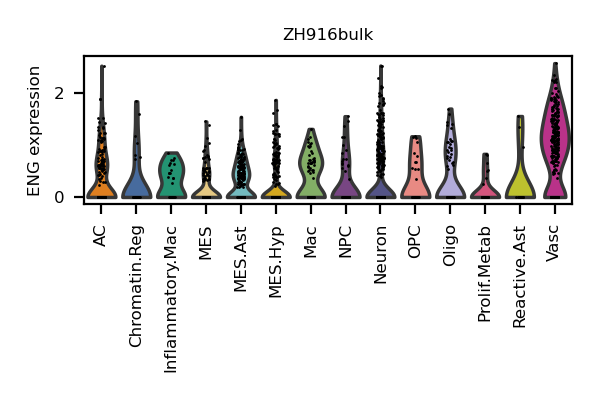 ZH916bulk
ENG expression
2
0
AC
Chromatin.Reg
Inflammatory.Mac
MES
MES.Ast
MES.Hyp
Mac
NPC
Neuron
OPC
Oligo
Prolif.Metab
Reactive.Ast
Vasc